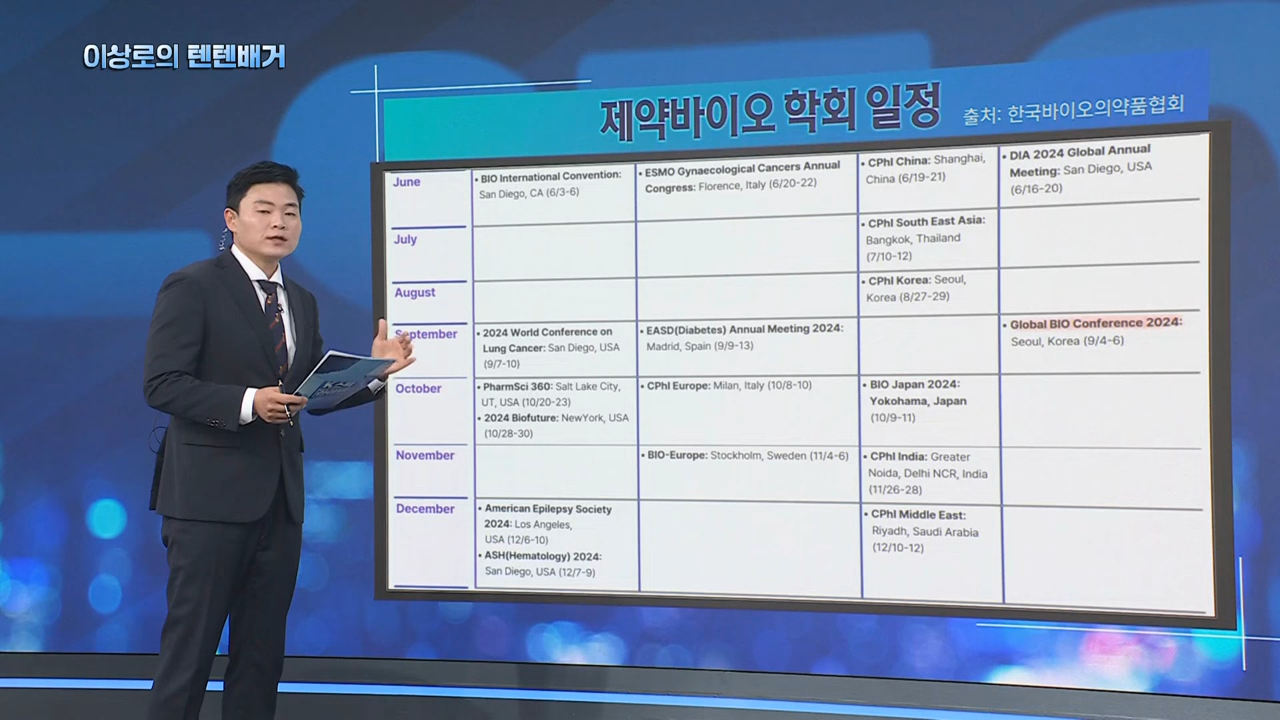 이상로의 텐텐배거
제약바이오 학회 일정
출처: 한국바이오의약품협회
June
• BIO International Convention:
San Diego, CA (6/3-6)
• ESMO Gynaecological Cancers Annual
Congress: Florence, Italy (6/20-22)
• CPhI China: Shanghai,
China (6/19-21)
• DIA 2024 Global Annual
Meeting: San Diego, USA
(6/16-20)
July
• CPhI South East Asia:
Bangkok, Thailand
(7/10-12)
August
• CPhI Korea: Seoul,
Korea (8/27-29)
September
• 2024 World Conference on
Lung Cancer: San Diego, USA
(9/7-10)
• EASD(Diabetes) Annual Meeting 2024:
Madrid, Spain (9/9-13)
• Global BIO Conference 2024:
Seoul, Korea (9/4-6)
October
• PharmSci 360: Salt Lake City,
UT, USA (10/20-23)
• 2024 Biofuture: NewYork, USA
(10/28-30)
• CPhI Europe: Milan, Italy (10/8-10)
• BIO Japan 2024:
Yokohama, Japan
(10/9-11)
November
• BIO-Europe: Stockholm, Sweden (11/4-6)
• CPhI India: Greater
Noida, Delhi NCR, India
(11/26-28)
December
• American Epilepsy Society
2024: Los Angeles,
USA (12/6-10)
• ASH(Hematology) 2024:
San Diego, USA (12/7-9)
• CPhI Middle East:
Riyadh, Saudi Arabia
(12/10-12)